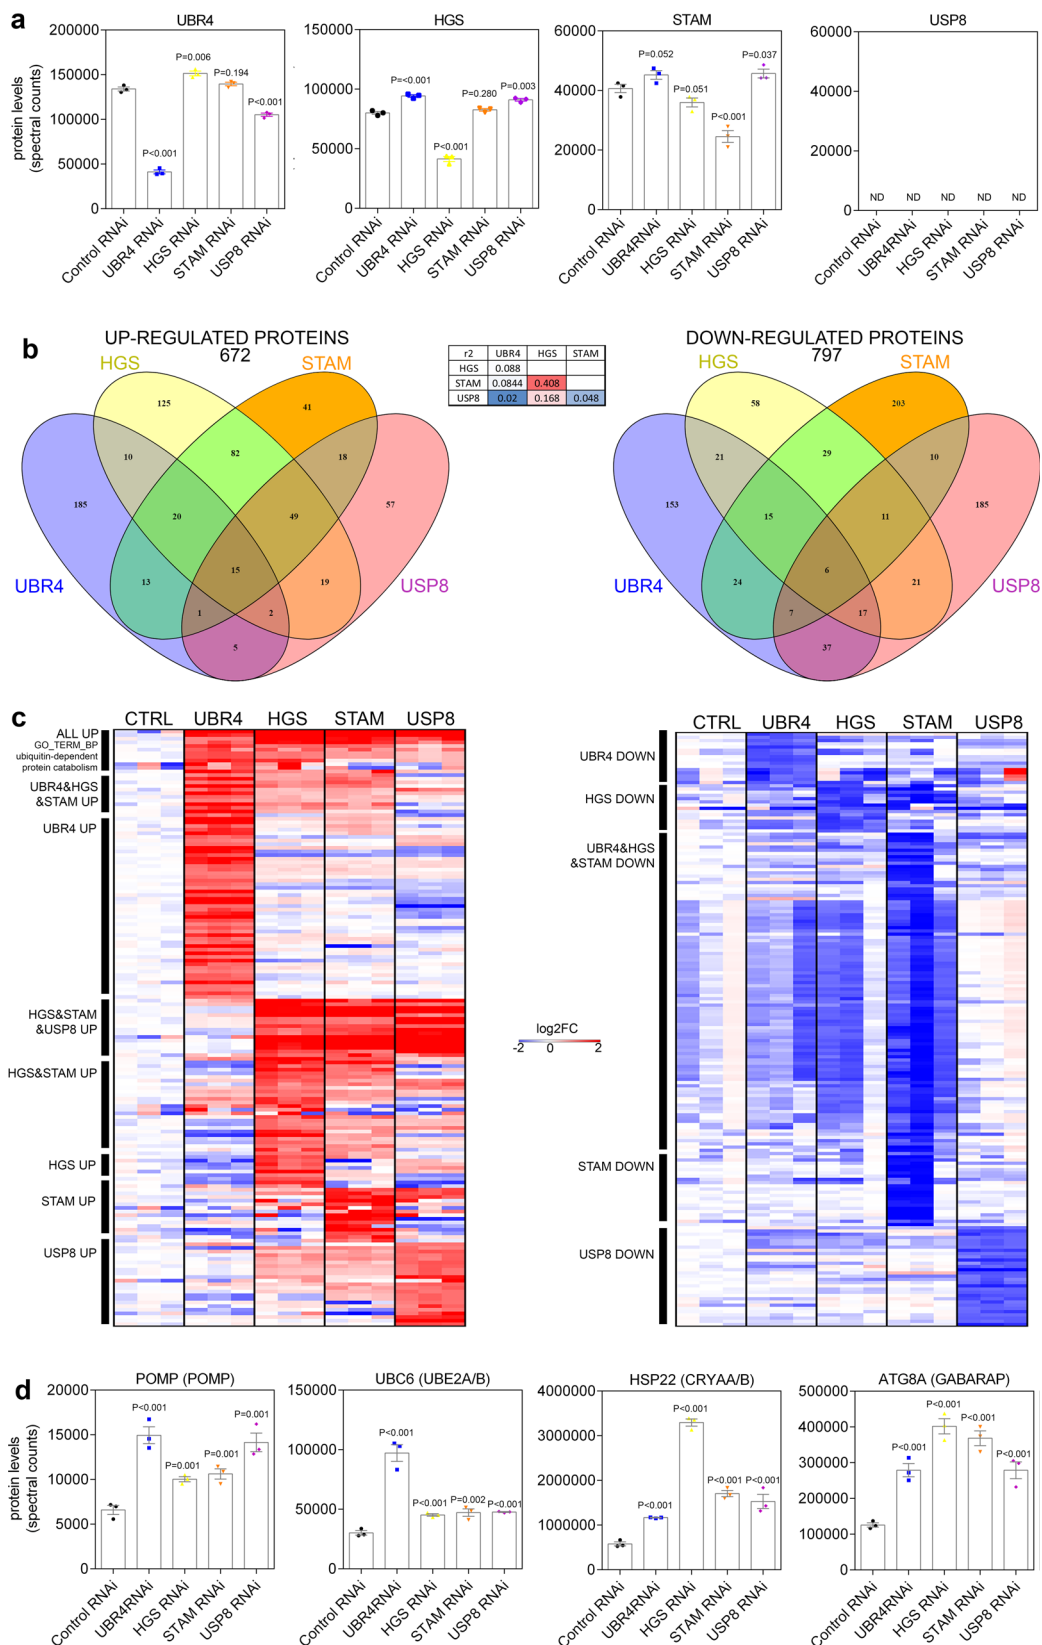 a
UBR4
HGS
STAM
USP8
protein levels
(spectral counts)
200000
150000
100000
50000
0
P<0.001
P=0.006
P=0.194
P<0.001
Control RNAi
UBR4 RNAi
HGS RNAi
STAM RNAi
USP8 RNAi
150000
100000
50000
0
P<0.001
P<0.001
P=0.280
P=0.003
Control RNAi
UBR4 RNAi
HGS RNAi
STAM RNAi
USP8 RNAi
60000
40000
20000
0
P=0.052
P=0.051
P<0.001
P=0.037
Control RNAi
UBR4 RNAi
HGS RNAi
STAM RNAi
USP8 RNAi
60000
40000
20000
0
ND ND ND ND ND
Control RNAi
UBR4RNAi
HGS RNAi
STAM RNAi
USP8 RNAi
b
UP-REGULATED PROTEINS
672
HGS
STAM
UBR4
USP8
125
41
10
82
18
185
20
49
57
13
15
19
1
2
5
r2 UBR4 HGS STAM
HGS 0.088
STAM 0.0844 0.408
USP8 0.02 0.168 0.048
DOWN-REGULATED PROTEINS
797
HGS
STAM
UBR4
USP8
58
203
21
29
10
153
15
11
185
24
6
21
7
17
37
c
CTRL UBR4 HGS STAM USP8
ALL UP
GO_TERM_BP
ubiquitin-dependent
protein catabolism
UBR4&HGS
&STAM UP
UBR4 UP
HGS&STAM
&USP8 UP
HGS&STAM UP
HGS UP
STAM UP
USP8 UP
log2FC
-2 0 2
CTRL UBR4 HGS STAM USP8
UBR4 DOWN
HGS DOWN
UBR4&HGS
&STAM DOWN
STAM DOWN
USP8 DOWN
d
POMP (POMP)
UBC6 (UBE2A/B)
HSP22 (CRYAA/B)
ATG8A (GABARAP)
protein levels
(spectral counts)
20000
15000
10000
5000
0
P<0.001
P=0.001
P=0.001
P=0.001
Control RNAi
UBR4RNAi
HGS RNAi
STAM RNAi
USP8 RNAi
150000
100000
50000
0
P<0.001
P<0.001
P=0.002
P<0.001
Control RNAi
UBR4RNAi
HGS RNAi
STAM RNAi
USP8 RNAi
4000000
3000000
2000000
1000000
0
P<0.001
P<0.001
P<0.001
P<0.001
Control RNAi
UBR4RNAi
HGS RNAi
STAM RNAi
USP8 RNAi
500000
400000
300000
200000
100000
0
P<0.001
P<0.001
P<0.001
P<0.001
Control RNAi
UBR4RNAi
HGS RNAi
STAM RNAi
USP8 RNAi